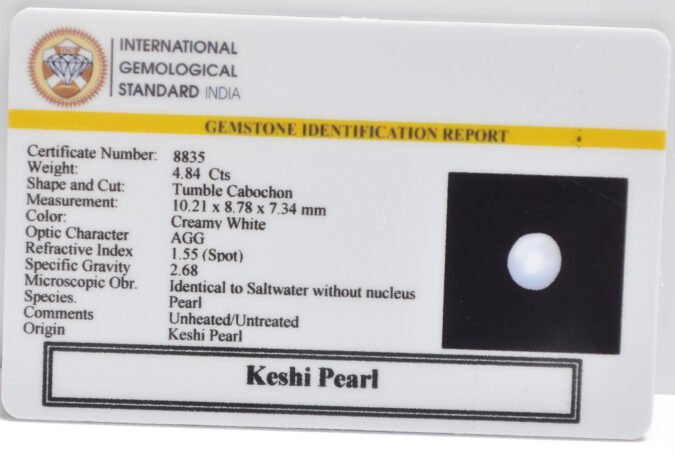 INTERNATIONAL
GEMOLOGICAL
STANDARD INDIA
GEMSTONE IDENTIFICATION REPORT
Certificate Number: 8835
Weight: 4.84 Cts
Shape and Cut: Tumble Cabochon
Measurement: 10.21 x 8.78 x 7.34 mm
Color: Creamy White
Optic Character AGG
Refractive Index 1.55 (Spot)
Specific Gravity 2.68
Microscopic Obr. Identical to Saltwater without nucleus
Species. Pearl
Comments Unheated/Untreated
Origin Keshi Pearl
Keshi Pearl